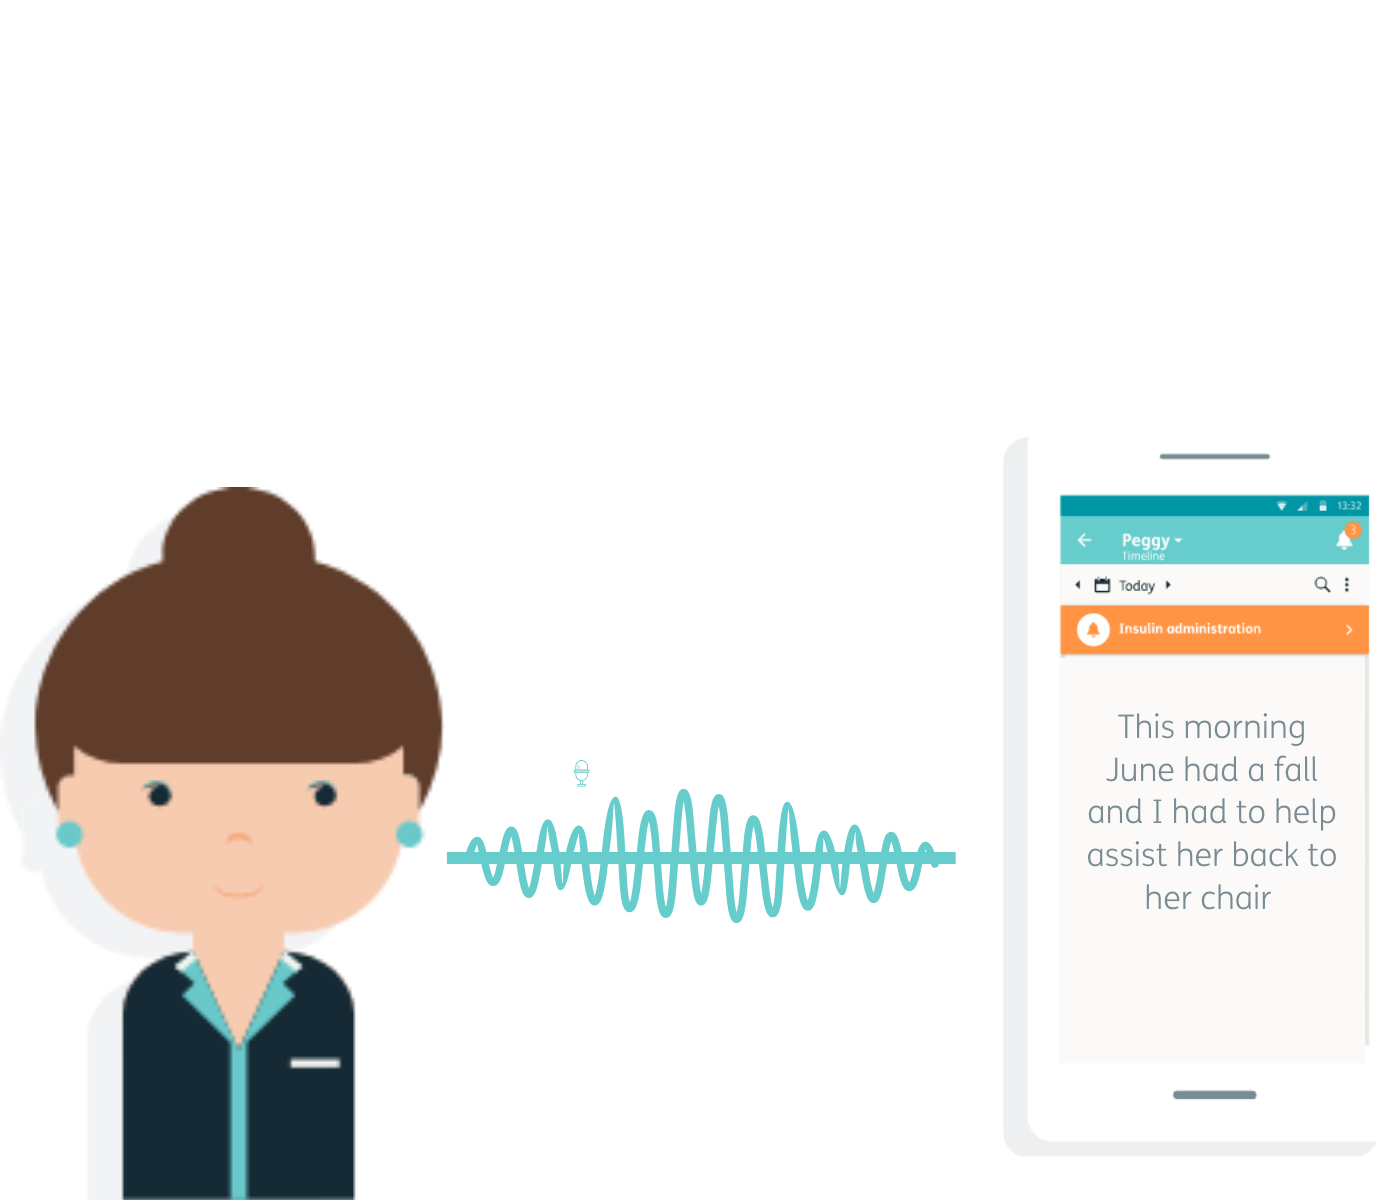 13:32
Peggy
3
Timeline
Today
Insulin administration
This morning
June had a fall
and I had to help
assist her back to
her chair